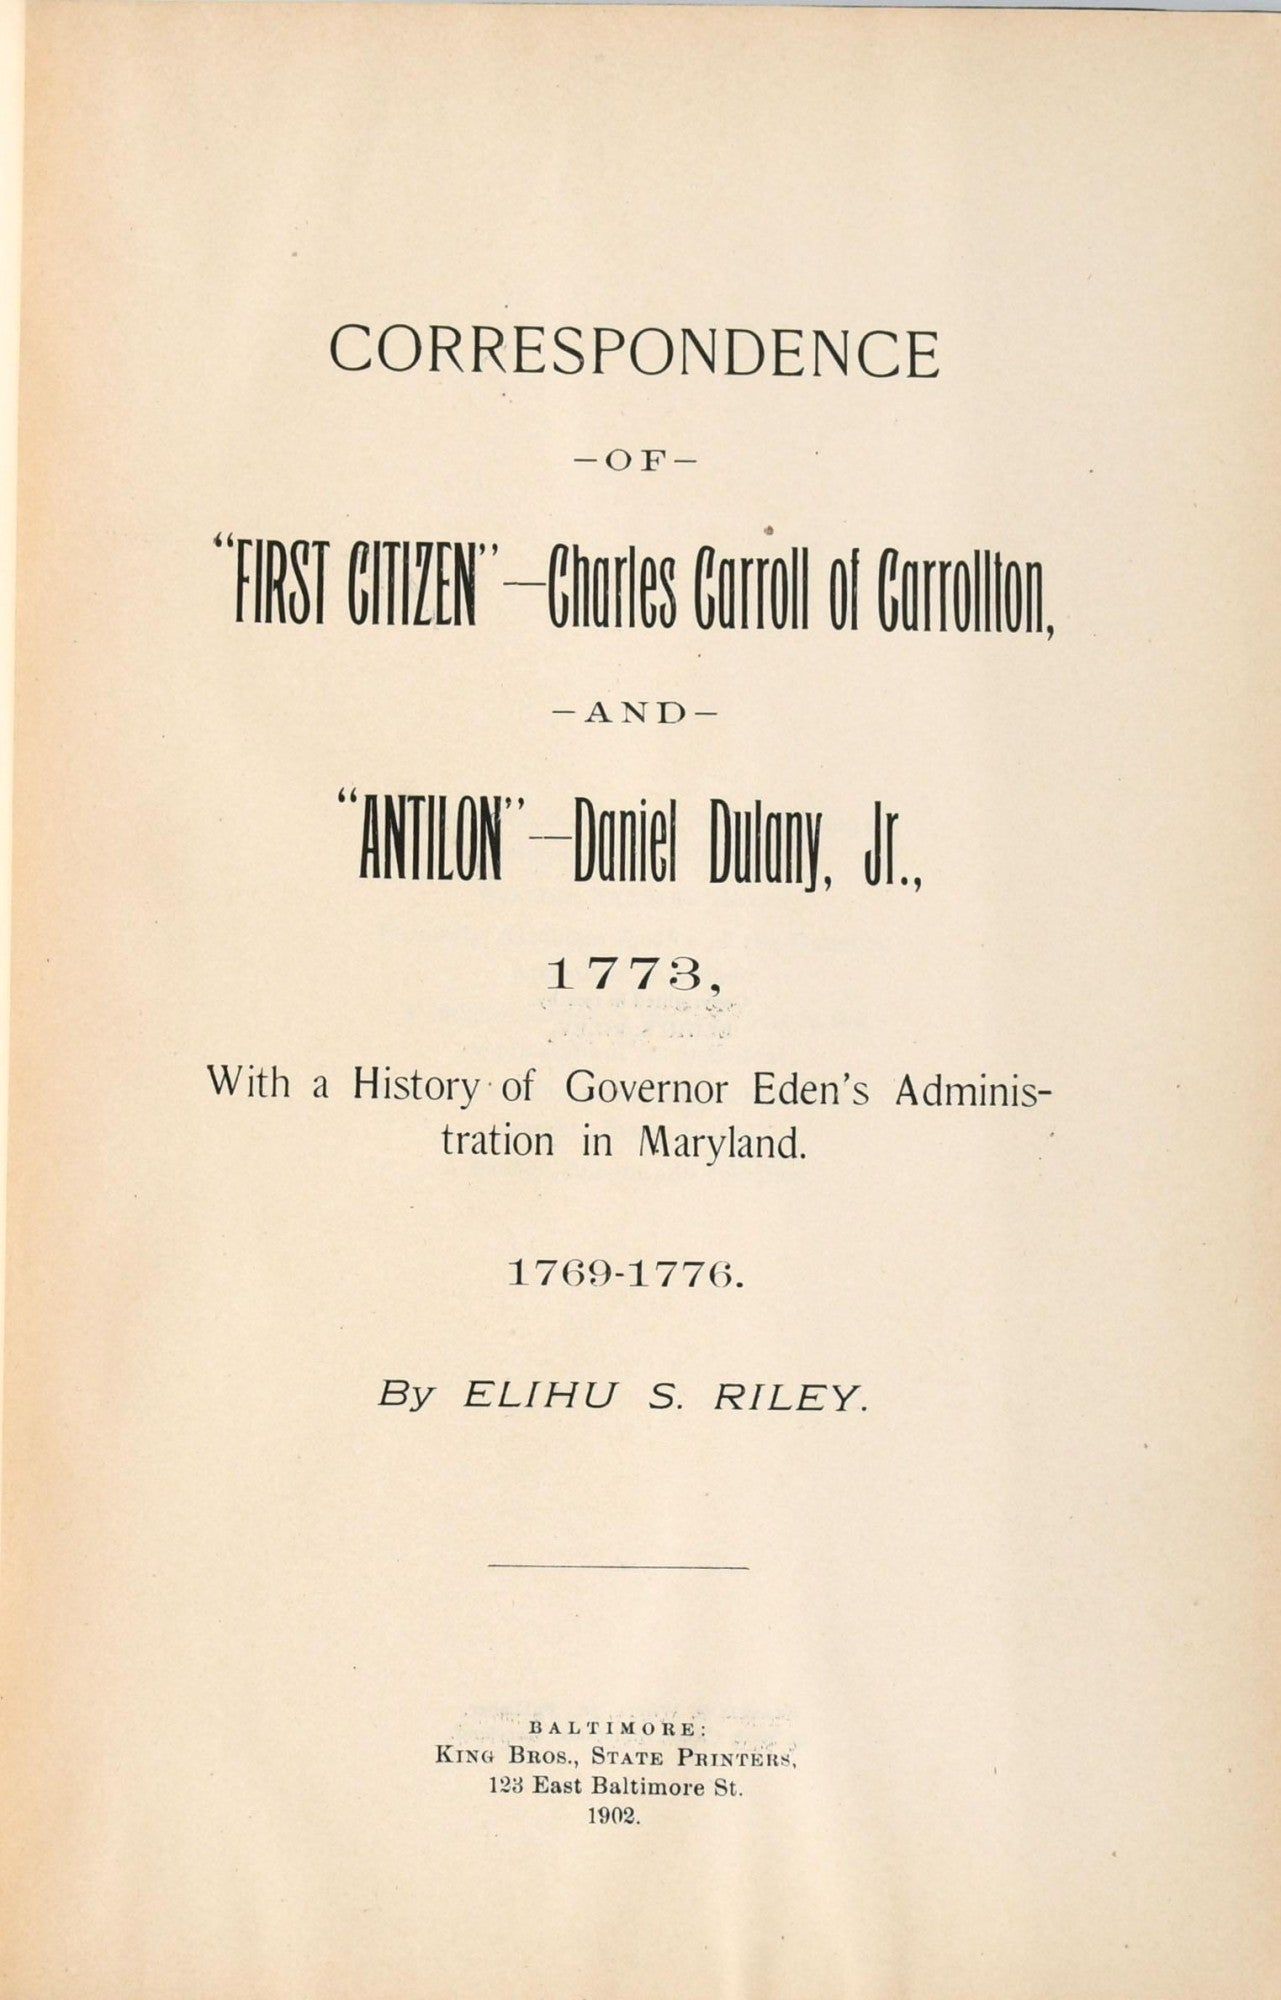 CORRESPONDENCE
—OF—
“FIRST CITIZEN”—Charles Carroll of Carrollton,
—AND—
“ANTILON”—Daniel Dulany, Jr.,
1773,
With a History of Governor Eden’s Adminis-
tration in Maryland.
1769-1776.
By ELIHU S. RILEY.
BALTIMORE:
KING BROS., STATE PRINTERS,
123 East Baltimore St.
1902.